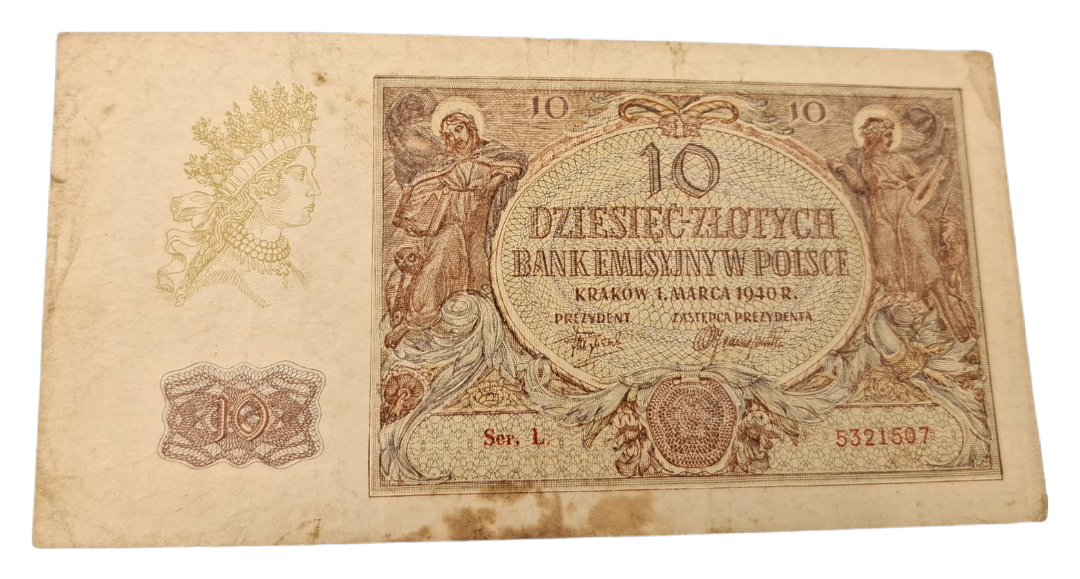 10 10
10
DZIESIĘĆ ZŁOTYCH
BANK EMISYJNY W POLSCE
KRAKÓW 1. MARCA 1940 R.
PREZYDENT ZASTĘPCA PREZYDENTA
10
Ser. L. 5321507